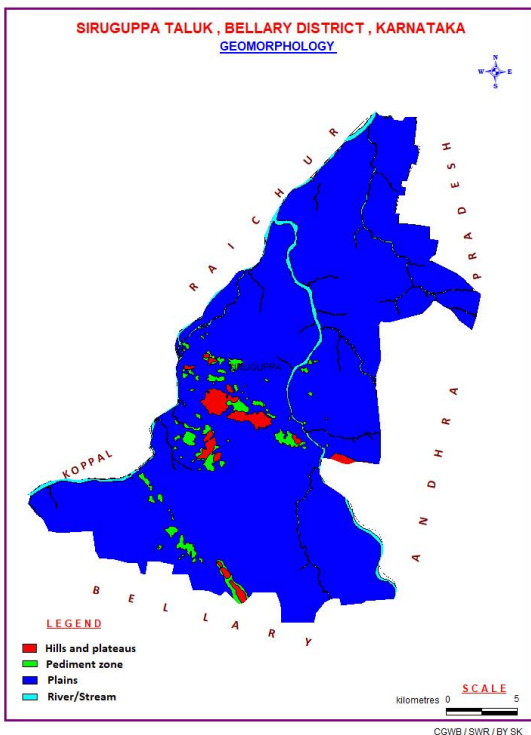 SIRUGUPPA TALUK , BELLARY DISTRICT , KARNATAKA
GEOMORPHOLOGY
N
W E
S
RAICHUR
PRADESH
SIRUGUPPA
KOPPAL
ANDHRA
BELLARY
LEGEND
Hills and plateaus
Pediment zone
Plains
River/Stream
SCALE
kilometres 0 5
CGWB / SWR / BY SK